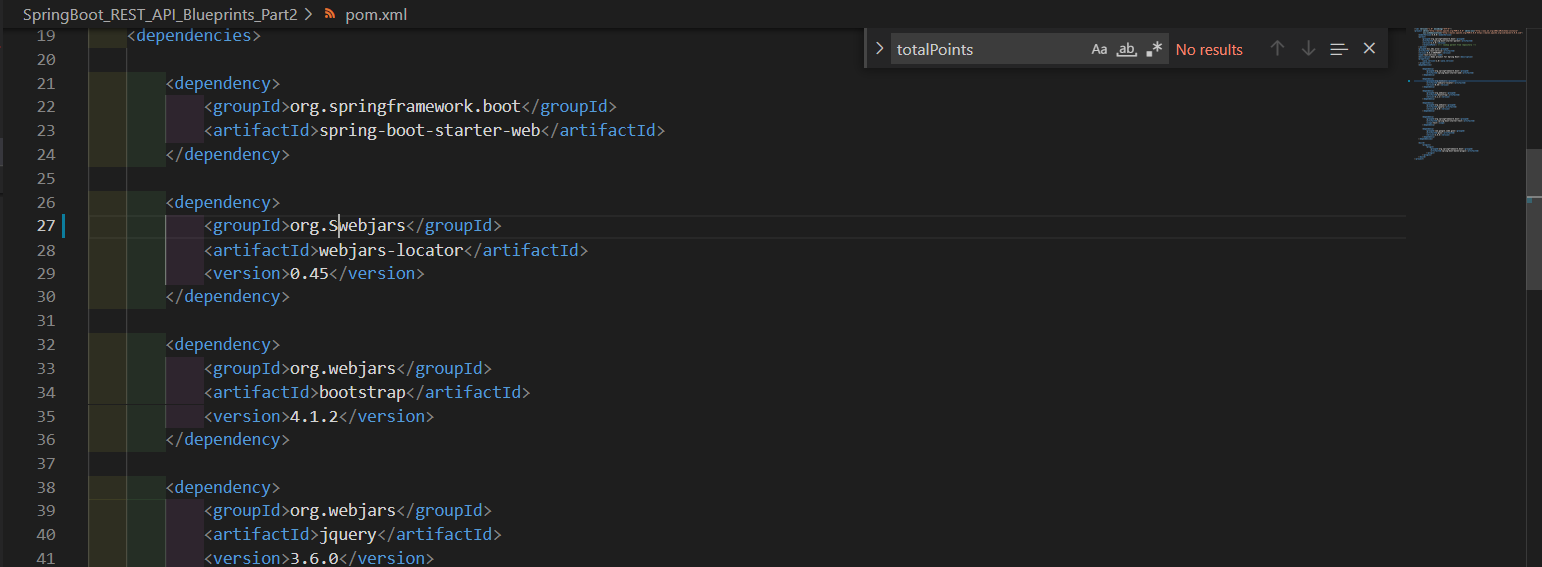 SpringBoot_REST_API_Blueprints_Part2 > pom.xml
totalPoints Aa ab .* No results
19 <dependencies>
20
21 <dependency>
22 <groupId>org.springframework.boot</groupId>
23 <artifactId>spring-boot-starter-web</artifactId>
24 </dependency>
25
26 <dependency>
27 <groupId>org.Swebjars</groupId>
28 <artifactId>webjars-locator</artifactId>
29 <version>0.45</version>
30 </dependency>
31
32 <dependency>
33 <groupId>org.webjars</groupId>
34 <artifactId>bootstrap</artifactId>
35 <version>4.1.2</version>
36 </dependency>
37
38 <dependency>
39 <groupId>org.webjars</groupId>
40 <artifactId>jquery</artifactId>
41 <version>3.6.0</version>